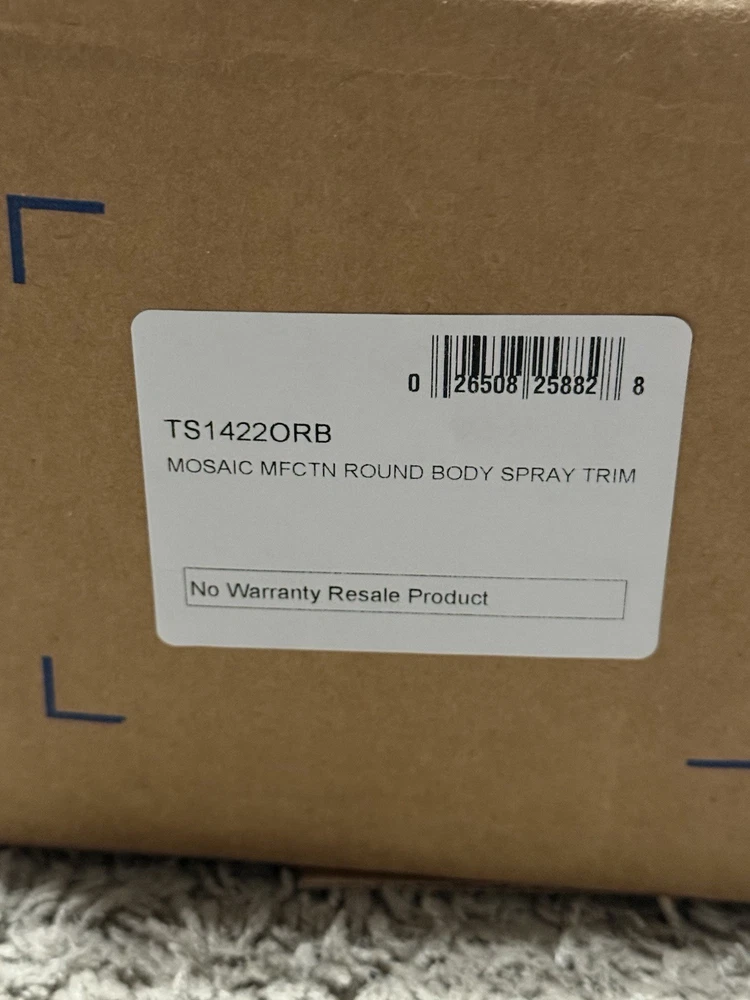 0 26508 25882 8
TS1422ORB
MOSAIC MFCTN ROUND BODY SPRAY TRIM
No Warranty Resale Product